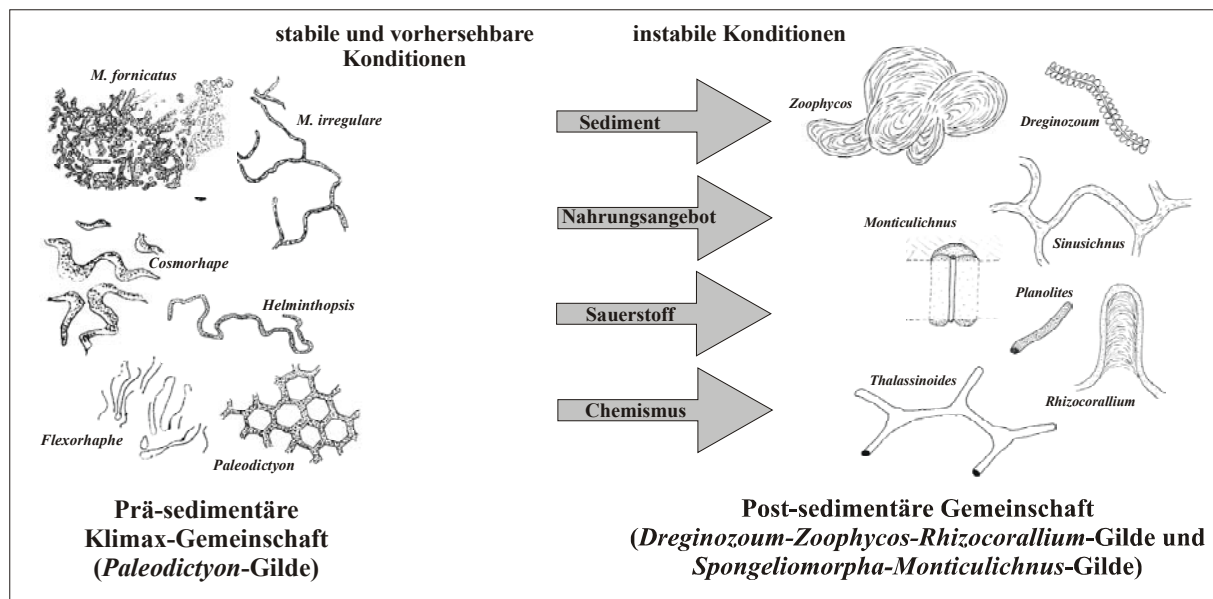 stabile und vorhersehbare
Konditionen
instabile Konditionen
M. fornicatus
M. irregulare
Cosmorhape
Helminthopsis
Flexorhaphe
Paleodictyon
Sediment
Nahrungsangebot
Sauerstoff
Chemismus
Zoophycos
Dreginozoum
Monticulichnus
Sinusichnus
Planolites
Thalassinoides
Rhizocorallium
Prä-sedimentäre
Klimax-Gemeinschaft
(Paleodictyon-Gilde)
Post-sedimentäre Gemeinschaft
(Dreginozoum-Zoophycos-Rhizocorallium-Gilde und
Spongeliomorpha-Monticulichnus-Gilde)